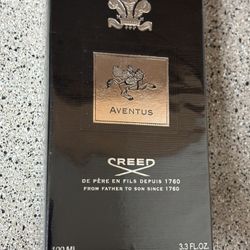 AVENTUS
CREED
DE PÈRE EN FILS DEPUIS 1760
FROM FATHER TO SON SINCE 1760
100 ML
3.3 FL.OZ.